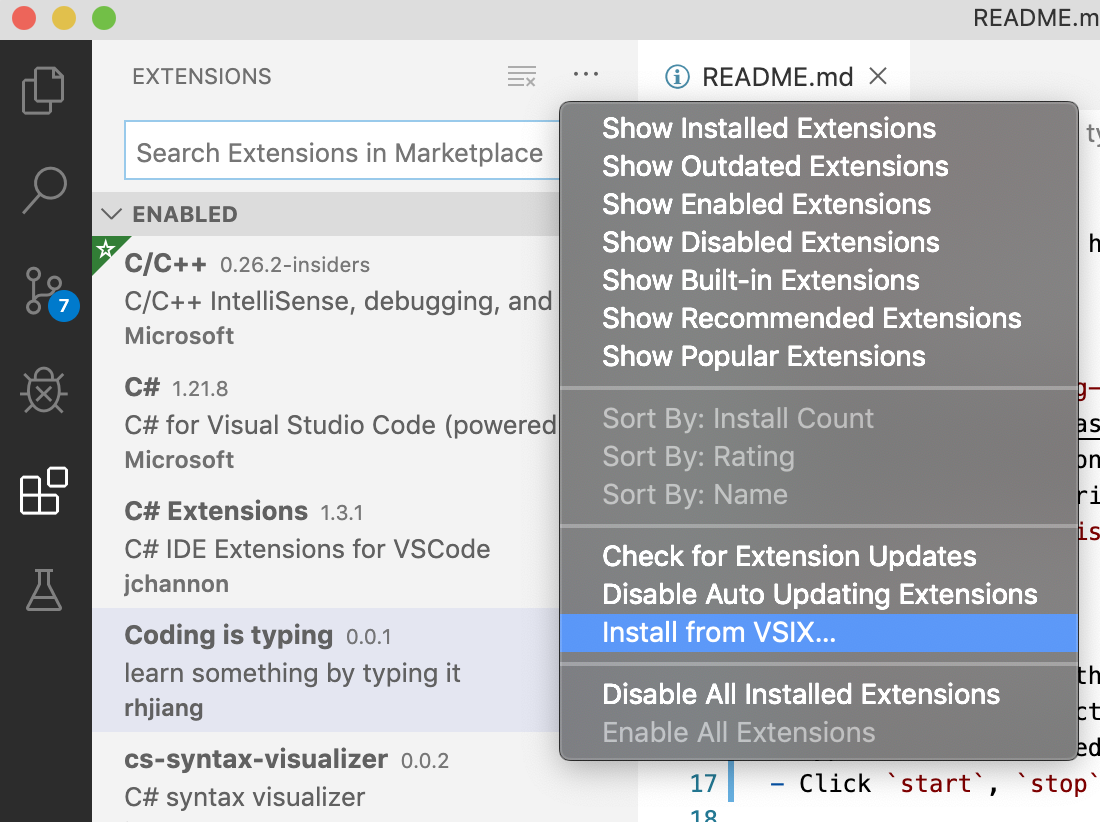 README.m
EXTENSIONS
README.md
Search Extensions in Marketplace
ENABLED
C/C++ 0.26.2-insiders
C/C++ IntelliSense, debugging, and
Microsoft
C# 1.21.8
C# for Visual Studio Code (powered
Microsoft
C# Extensions 1.3.1
C# IDE Extensions for VSCode
jchannon
Coding is typing 0.0.1
learn something by typing it
rhjiang
cs-syntax-visualizer 0.0.2
C# syntax visualizer
7
Show Installed Extensions
Show Outdated Extensions
Show Enabled Extensions
Show Disabled Extensions
Show Built-in Extensions
Show Recommended Extensions
Show Popular Extensions
Sort By: Install Count
Sort By: Rating
Sort By: Name
Check for Extension Updates
Disable Auto Updating Extensions
Install from VSIX...
Disable All Installed Extensions
Enable All Extensions
17 - Click `start`, `stop`
18